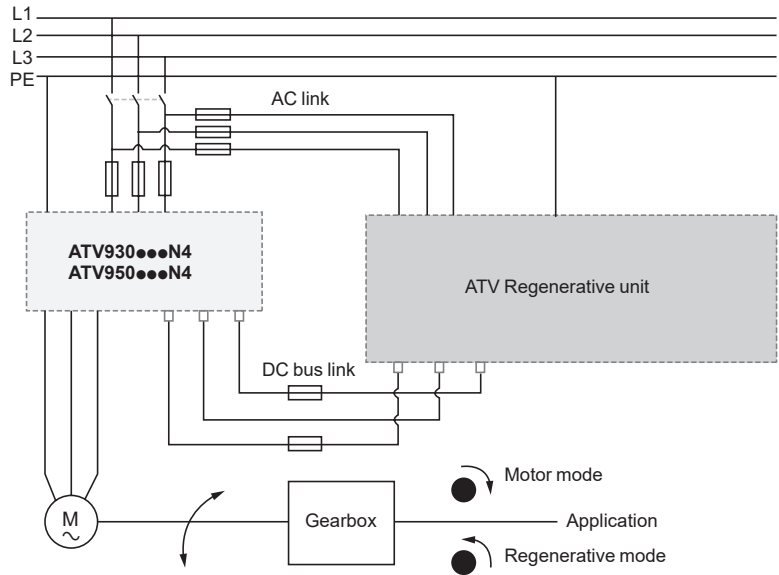 L1
L2
L3
PE
AC link
ATV930●●●N4
ATV950●●●N4
ATV Regenerative unit
DC bus link
Motor mode
M
~
Gearbox
Application
Regenerative mode